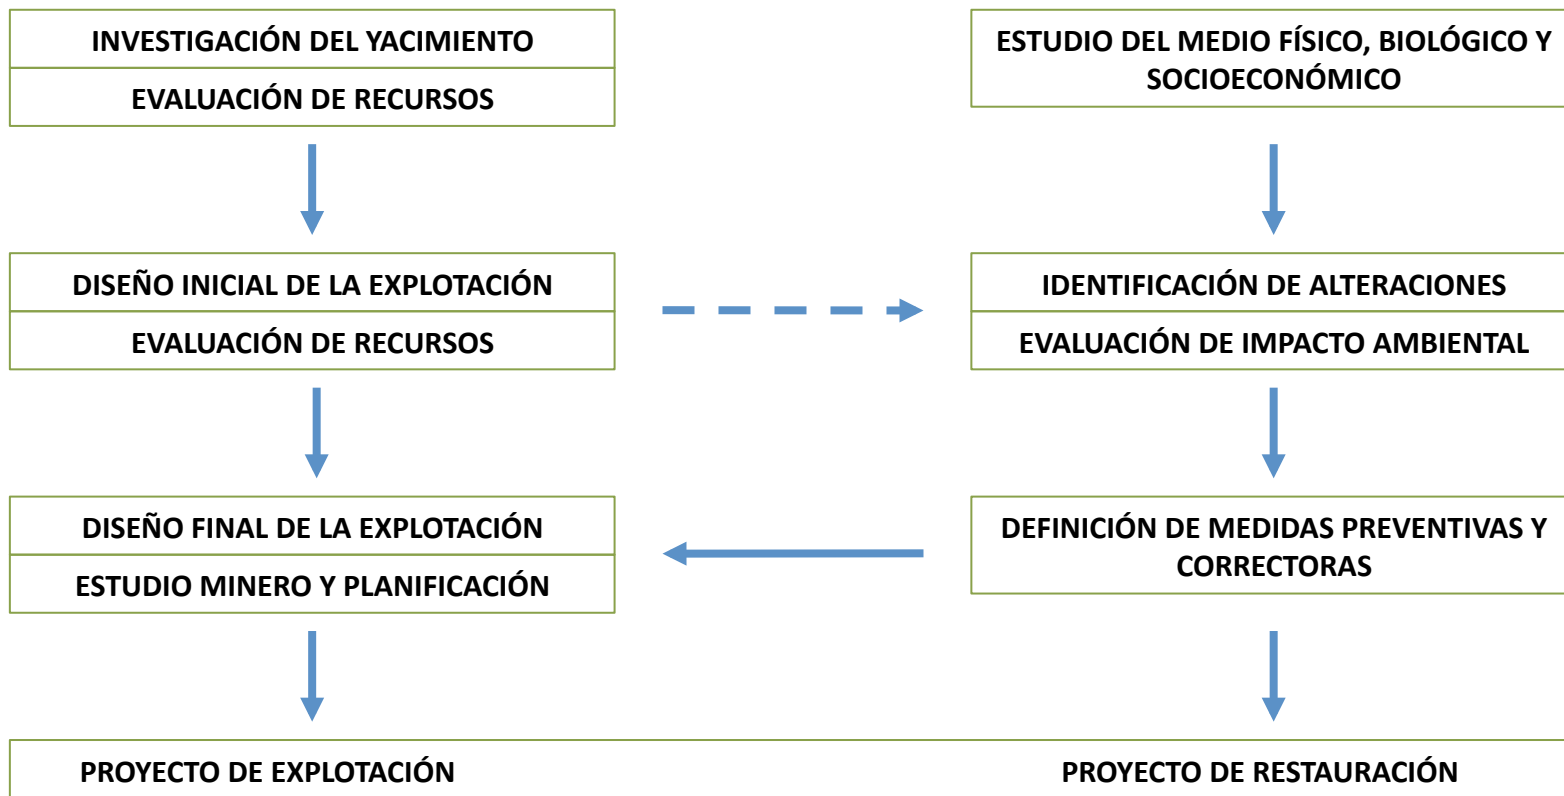 INVESTIGACIÓN DEL YACIMIENTO
EVALUACIÓN DE RECURSOS
ESTUDIO DEL MEDIO FÍSICO, BIOLÓGICO Y
SOCIOECONÓMICO
DISEÑO INICIAL DE LA EXPLOTACIÓN
EVALUACIÓN DE RECURSOS
IDENTIFICACIÓN DE ALTERACIONES
EVALUACIÓN DE IMPACTO AMBIENTAL
DISEÑO FINAL DE LA EXPLOTACIÓN
ESTUDIO MINERO Y PLANIFICACIÓN
DEFINICIÓN DE MEDIDAS PREVENTIVAS Y
CORRECTORAS
PROYECTO DE EXPLOTACIÓN
PROYECTO DE RESTAURACIÓN